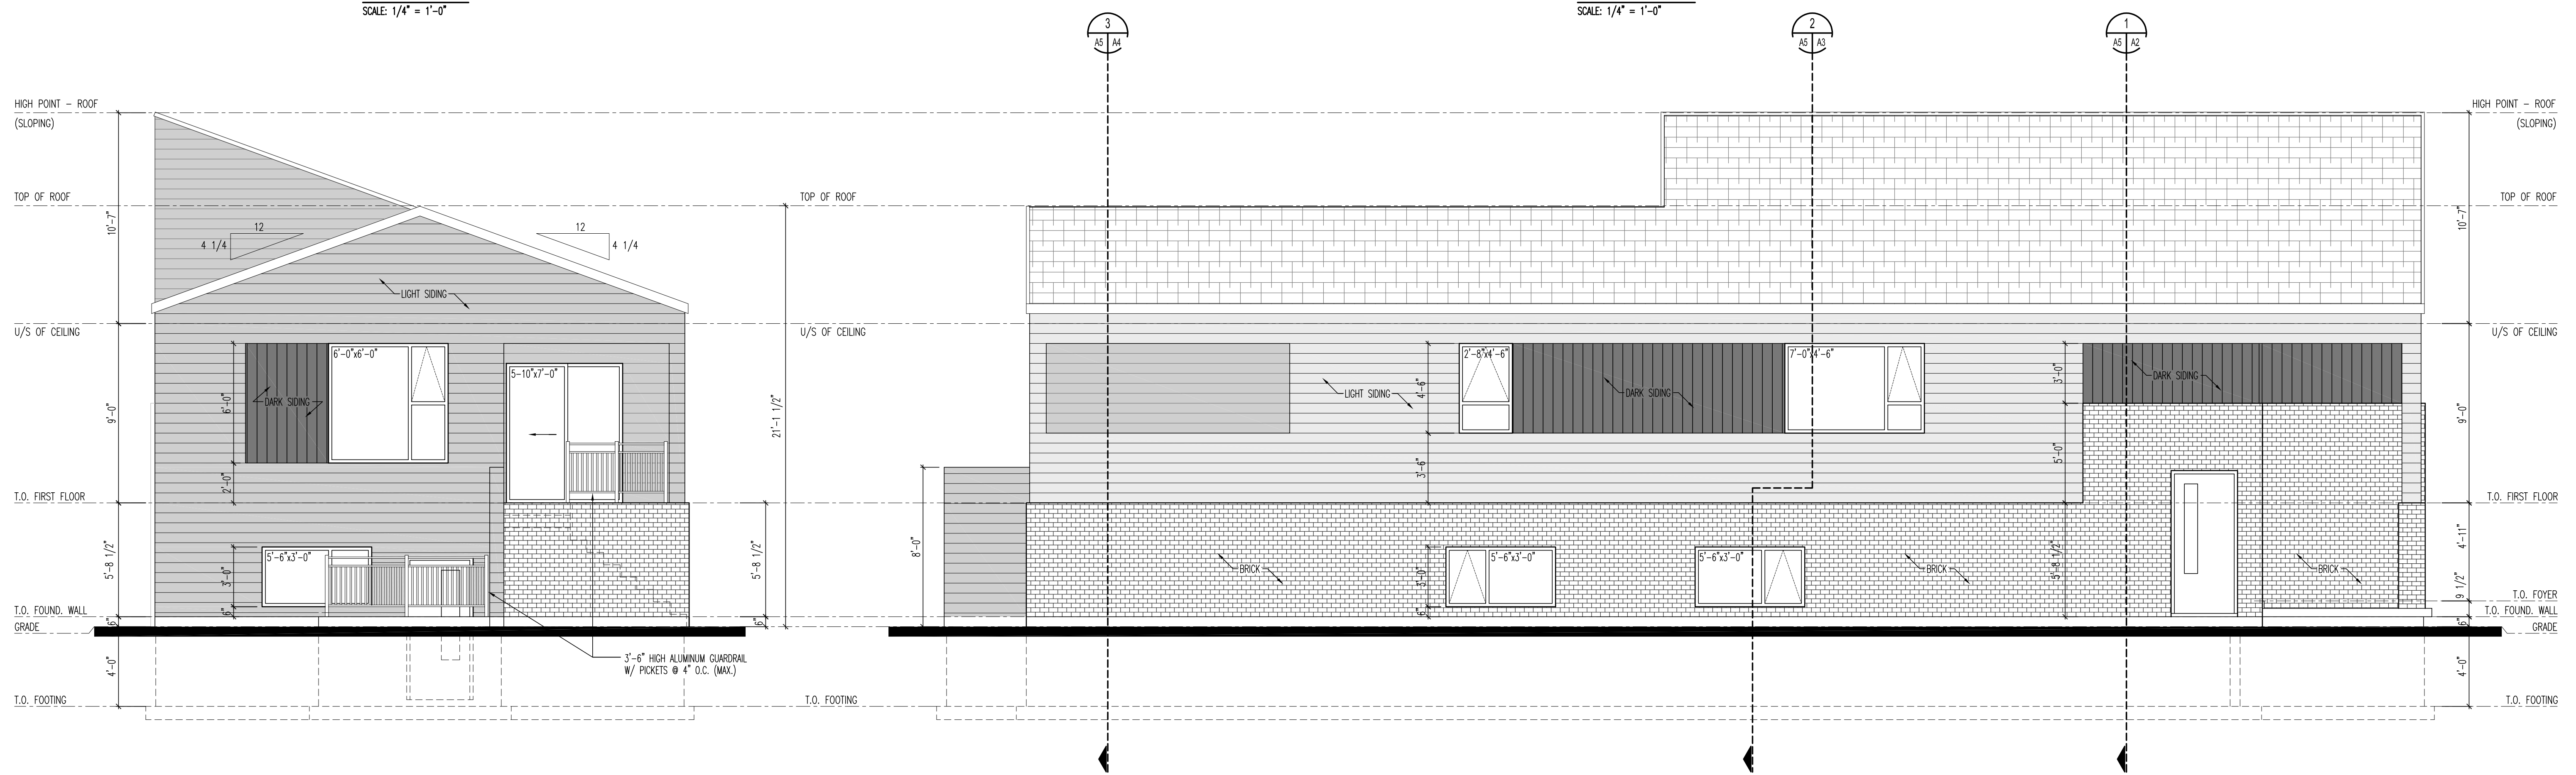 SCALE: 1/4" = 1'-0"
SCALE: 1/4" = 1'-0"
3
A5 A4
2
A5 A3
1
A5 A2
HIGH POINT - ROOF
(SLOPING)
HIGH POINT - ROOF
(SLOPING)
TOP OF ROOF
TOP OF ROOF
TOP OF ROOF
10'-7"
10'-7"
12
4 1/4
12
4 1/4
LIGHT SIDING
U/S OF CEILING
U/S OF CEILING
U/S OF CEILING
6'-0"x6'-0"
5-10"x7'-0"
2'-8"x4'-6"
7'-0"x4'-6"
DARK SIDING
6'-0"
9'-0"
2'-0"
21'-1 1/2"
LIGHT SIDING
4'-6"
3'-6"
DARK SIDING
DARK SIDING
3'-0"
5'-0"
9'-0"
T.O. FIRST FLOOR
T.O. FIRST FLOOR
5'-8 1/2"
5'-6"x3'-0"
3'-0"
6"
5'-8 1/2"
8'-0"
BRICK
5'-6"x3'-0"
3'-0"
6"
5'-6"x3'-0"
BRICK
5'-8 1/2"
BRICK
4'-11"
9 1/2"
T.O. FOUND. WALL
GRADE
6"
6"
T.O. FOYER
T.O. FOUND. WALL
GRADE
6"
4'-0"
4'-0"
3'-6" HIGH ALUMINUM GUARDRAIL
W/ PICKETS @ 4" O.C. (MAX.)
T.O. FOOTING
T.O. FOOTING
T.O. FOOTING